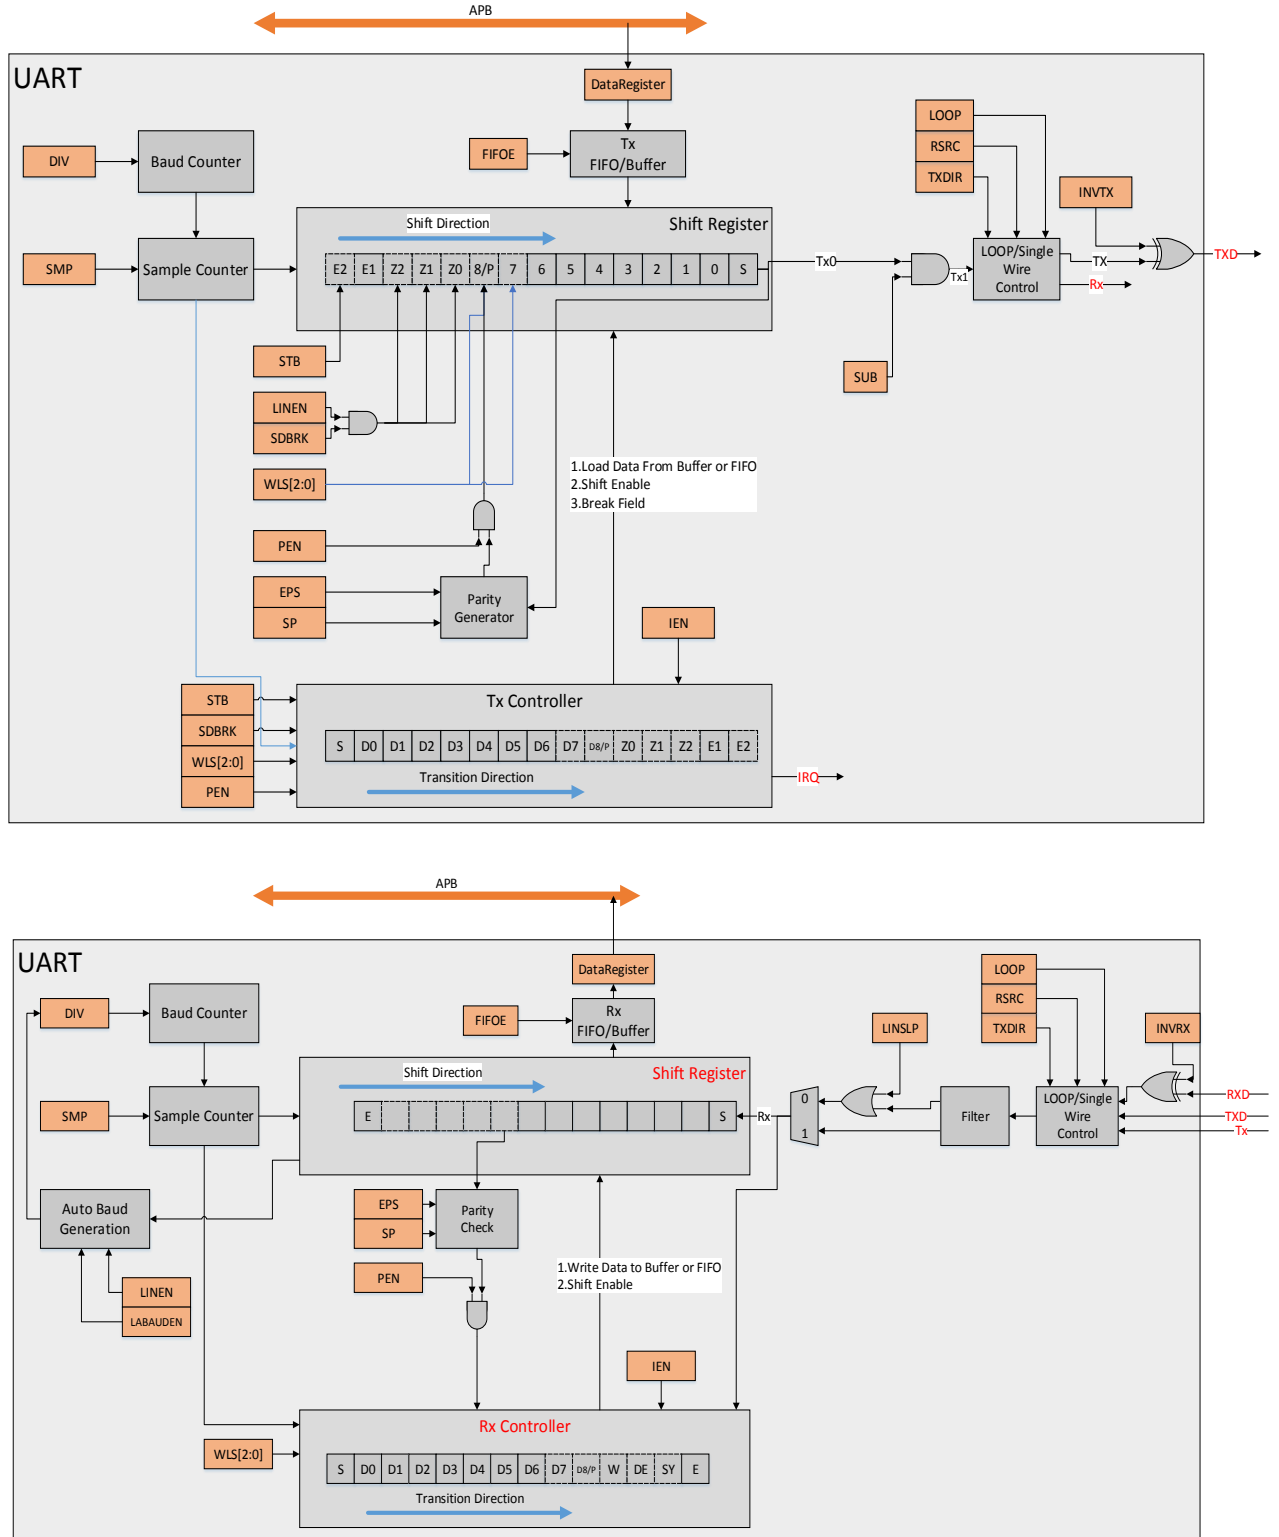 APB
UART
DataRegister
DIV
Baud Counter
FIFOE
Tx
FIFO/Buffer
LOOP
RSRC
TXDIR
INVTX
SMP
Sample Counter
Shift Direction
Shift Register
E2 E1 Z2 Z1 Z0 8/P 7 6 5 4 3 2 1 0 S
Tx0
Tx1
LOOP/Single
Wire
Control
TX
Rx
TXD
STB
SUB
LINEN
SDBRK
WLS[2:0]
1.Load Data From Buffer or FIFO
2.Shift Enable
3.Break Field
PEN
EPS
SP
Parity
Generator
IEN
STB
SDBRK
WLS[2:0]
PEN
Tx Controller
S D0 D1 D2 D3 D4 D5 D6 D7 D8/P Z0 Z1 Z2 E1 E2
Transition Direction
IRQ
APB
UART
DataRegister
DIV
Baud Counter
FIFOE
Rx
FIFO/Buffer
LOOP
RSRC
TXDIR
LINSLP
INVRX
SMP
Sample Counter
Shift Direction
Shift Register
E S
Rx
0
1
Filter
LOOP/Single
Wire
Control
RXD
TXD
Tx
Auto Baud
Generation
EPS
SP
Parity
Check
PEN
1.Write Data to Buffer or FIFO
2.Shift Enable
LINEN
LABAUDEN
IEN
Rx Controller
WLS[2:0]
S D0 D1 D2 D3 D4 D5 D6 D7 D8/P W DE SY E
Transition Direction